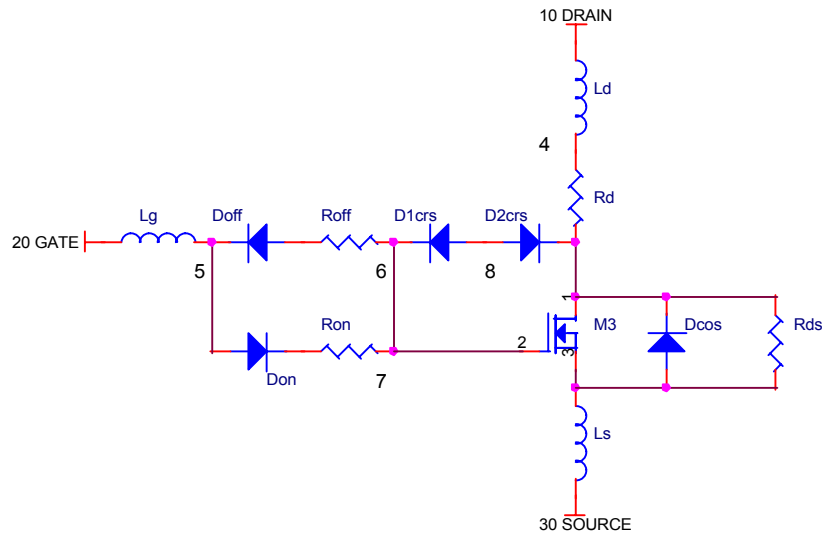 10 DRAIN
Ld
4
Rd
Lg
Doff
Roff
D1crs
D2crs
20 GATE
5
6
8
1
Ron
2
M3
Dcos
Rds
3
Don
7
Ls
30 SOURCE